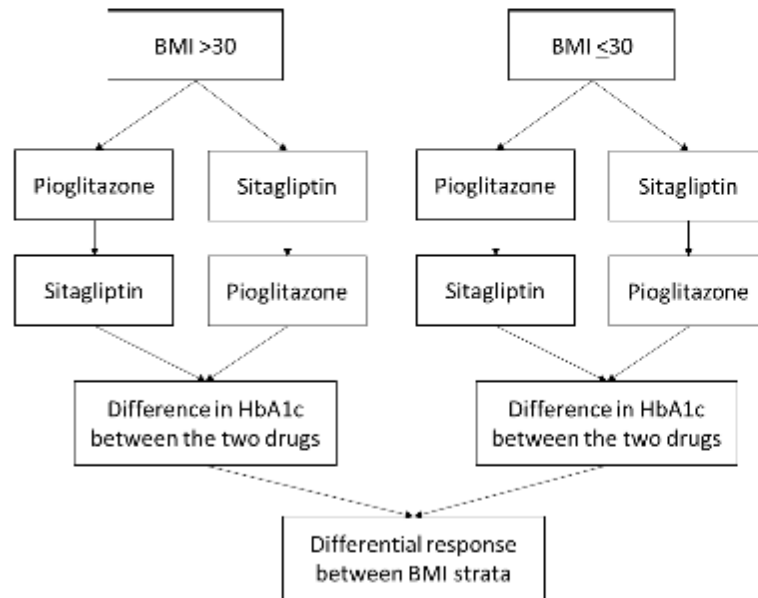 BMI >30
BMI ≤30
Pioglitazone
Sitagliptin
Pioglitazone
Sitagliptin
Sitagliptin
Pioglitazone
Sitagliptin
Pioglitazone
Difference in HbA1c
between the two drugs
Difference in HbA1c
between the two drugs
Differential response
between BMI strata